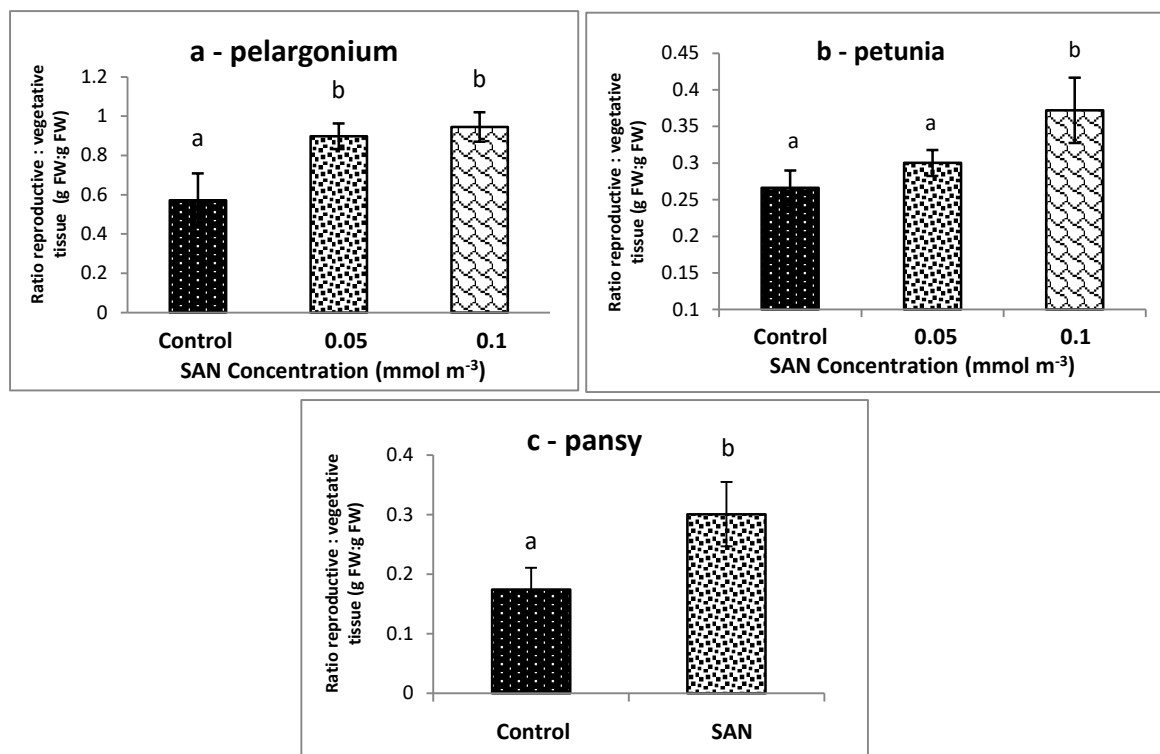 a - pelargonium
Ratio reproductive : vegetative
tissue (g FW:g FW)
1.2
1
0.8
0.6
0.4
0.2
0
a
b
b
Control
0.05
0.1
SAN Concentration (mmol m⁻³)
b - petunia
Ratio reproductive : vegetative
tissue (g FW:g FW)
0.45
0.4
0.35
0.3
0.25
0.2
0.15
0.1
a
a
b
Control
0.05
0.1
SAN Concentration (mmol m⁻³)
c - pansy
Ratio reproductive : vegetative
tissue (g FW:g FW)
0.4
0.3
0.2
0.1
0
a
b
Control
SAN